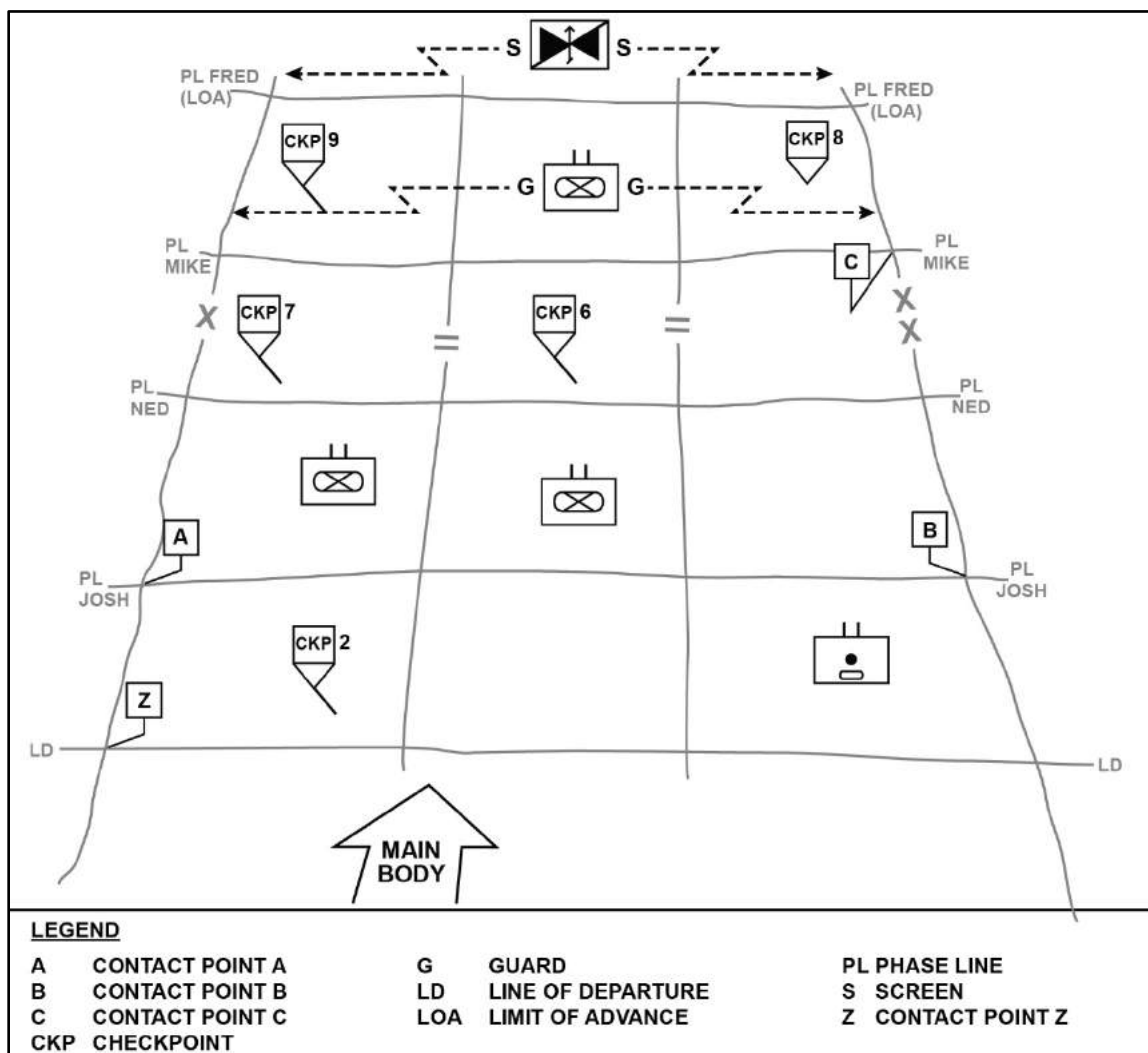 S S
PL FRED
(LOA)
PL FRED
(LOA)
CKP 9
CKP 8
G G
PL
MIKE
PL
MIKE
C
X
CKP 7
CKP 6
X
X
PL
NED
PL
NED
A
B
PL
JOSH
PL
JOSH
CKP 2
Z
LD
LD
MAIN
BODY
LEGEND
A CONTACT POINT A
B CONTACT POINT B
C CONTACT POINT C
CKP CHECKPOINT
G GUARD
LD LINE OF DEPARTURE
LOA LIMIT OF ADVANCE
PL PHASE LINE
S SCREEN
Z CONTACT POINT Z